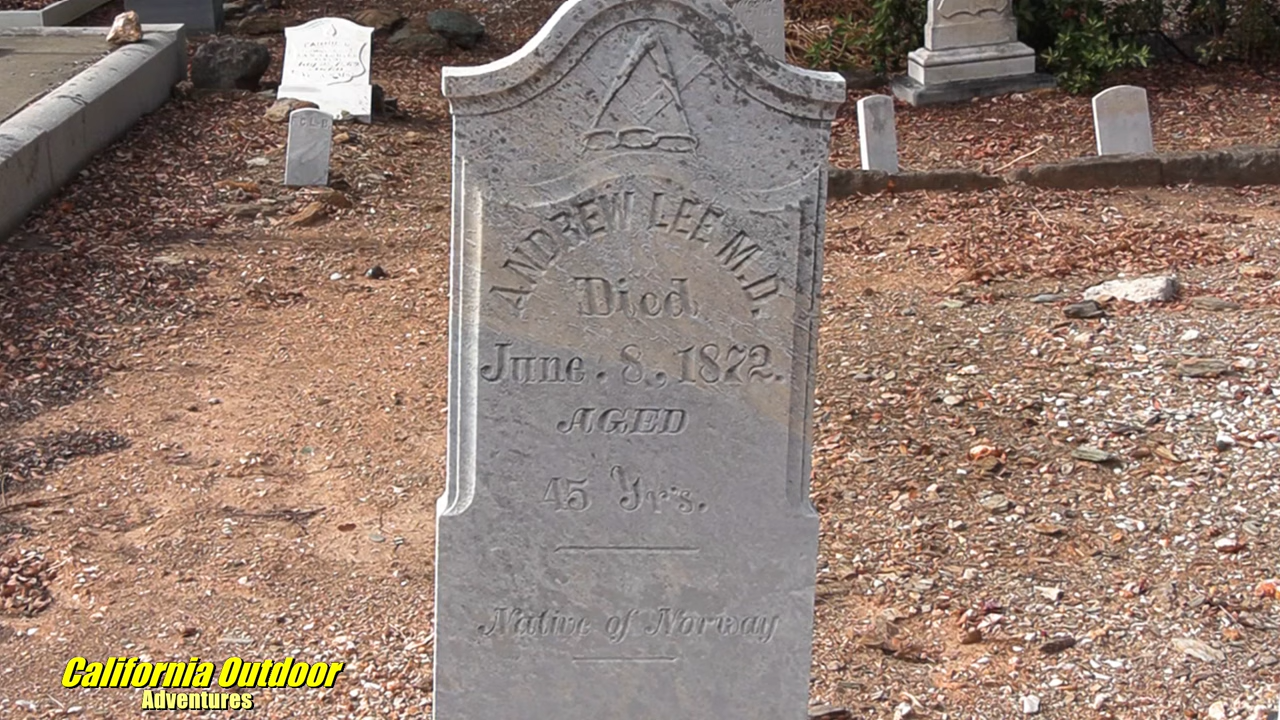 ANDREW LEE M.D.
Died
June. 8, 1872.
AGED
45 Yrs.
Native of Norway
California Outdoor
Adventures